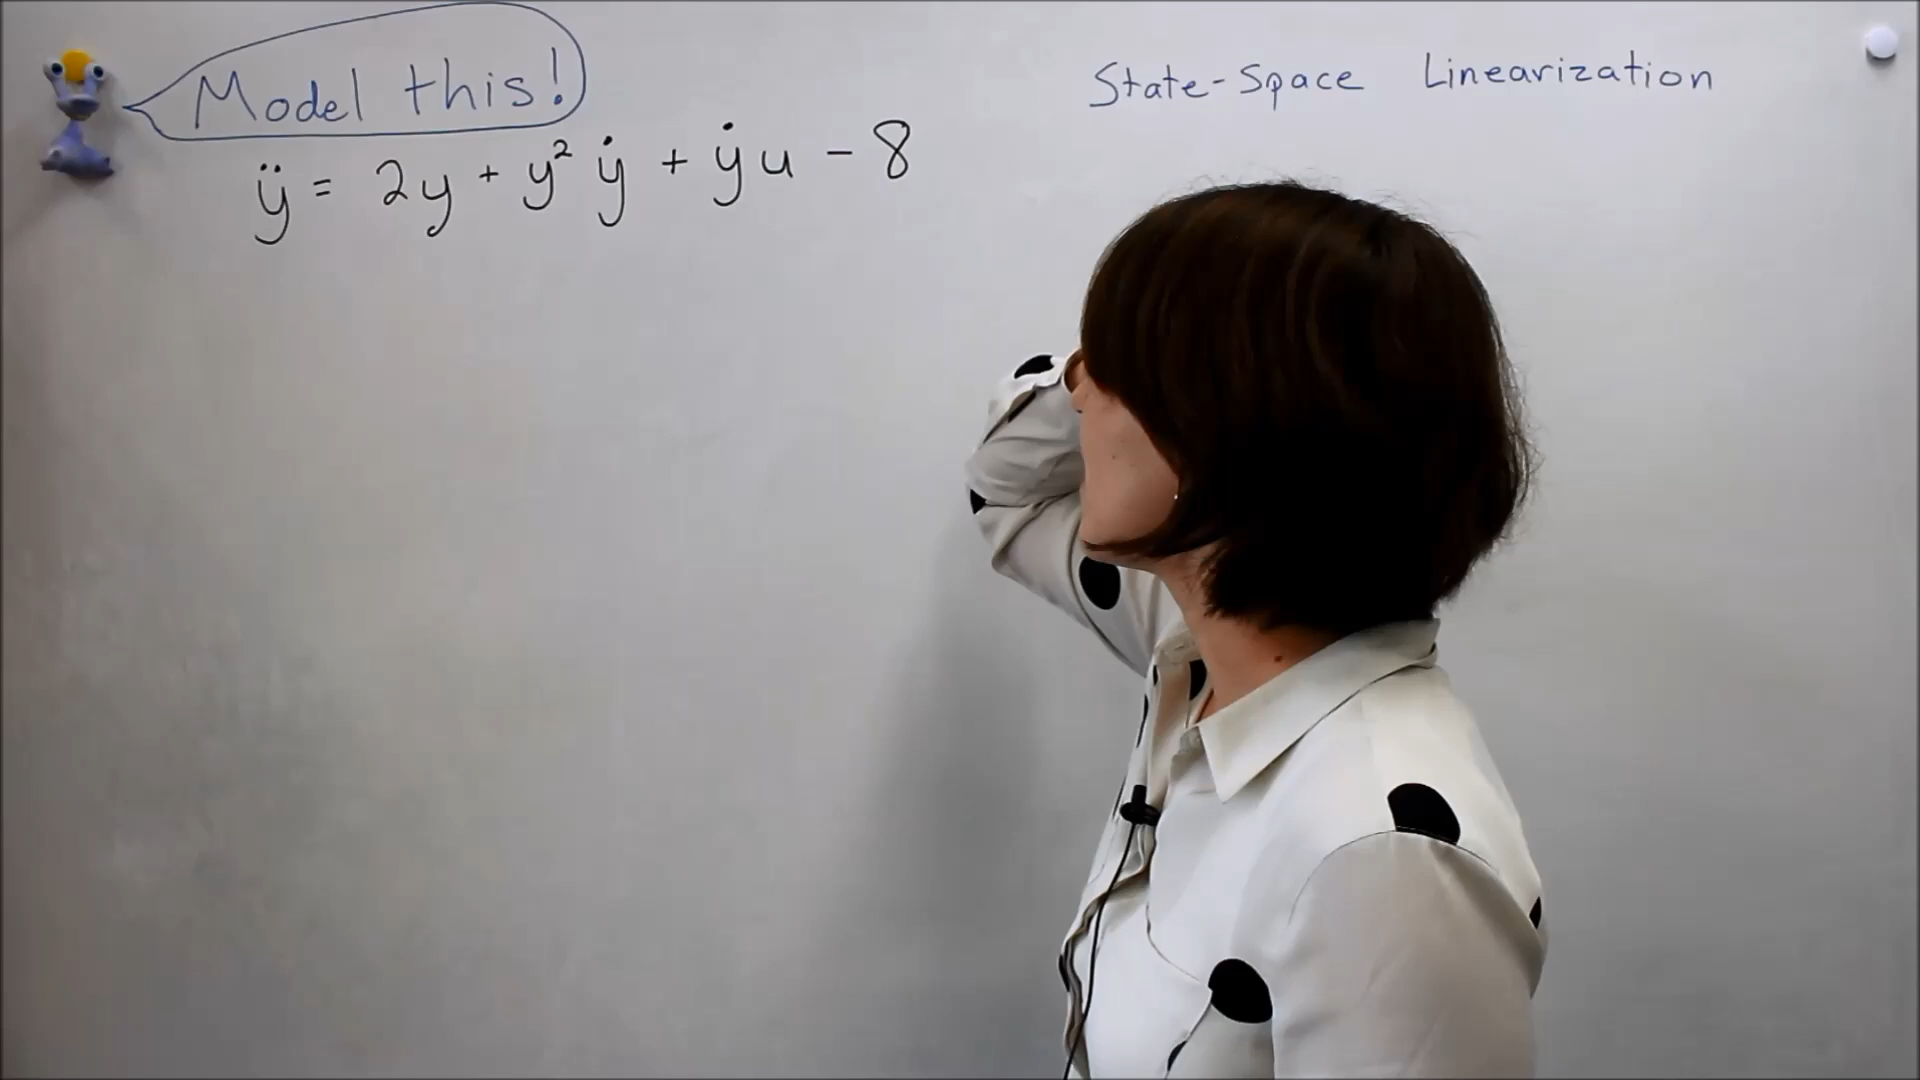 Model this!
State-Space Linearization
ÿ = 2y + y² ẏ + ẏu - 8